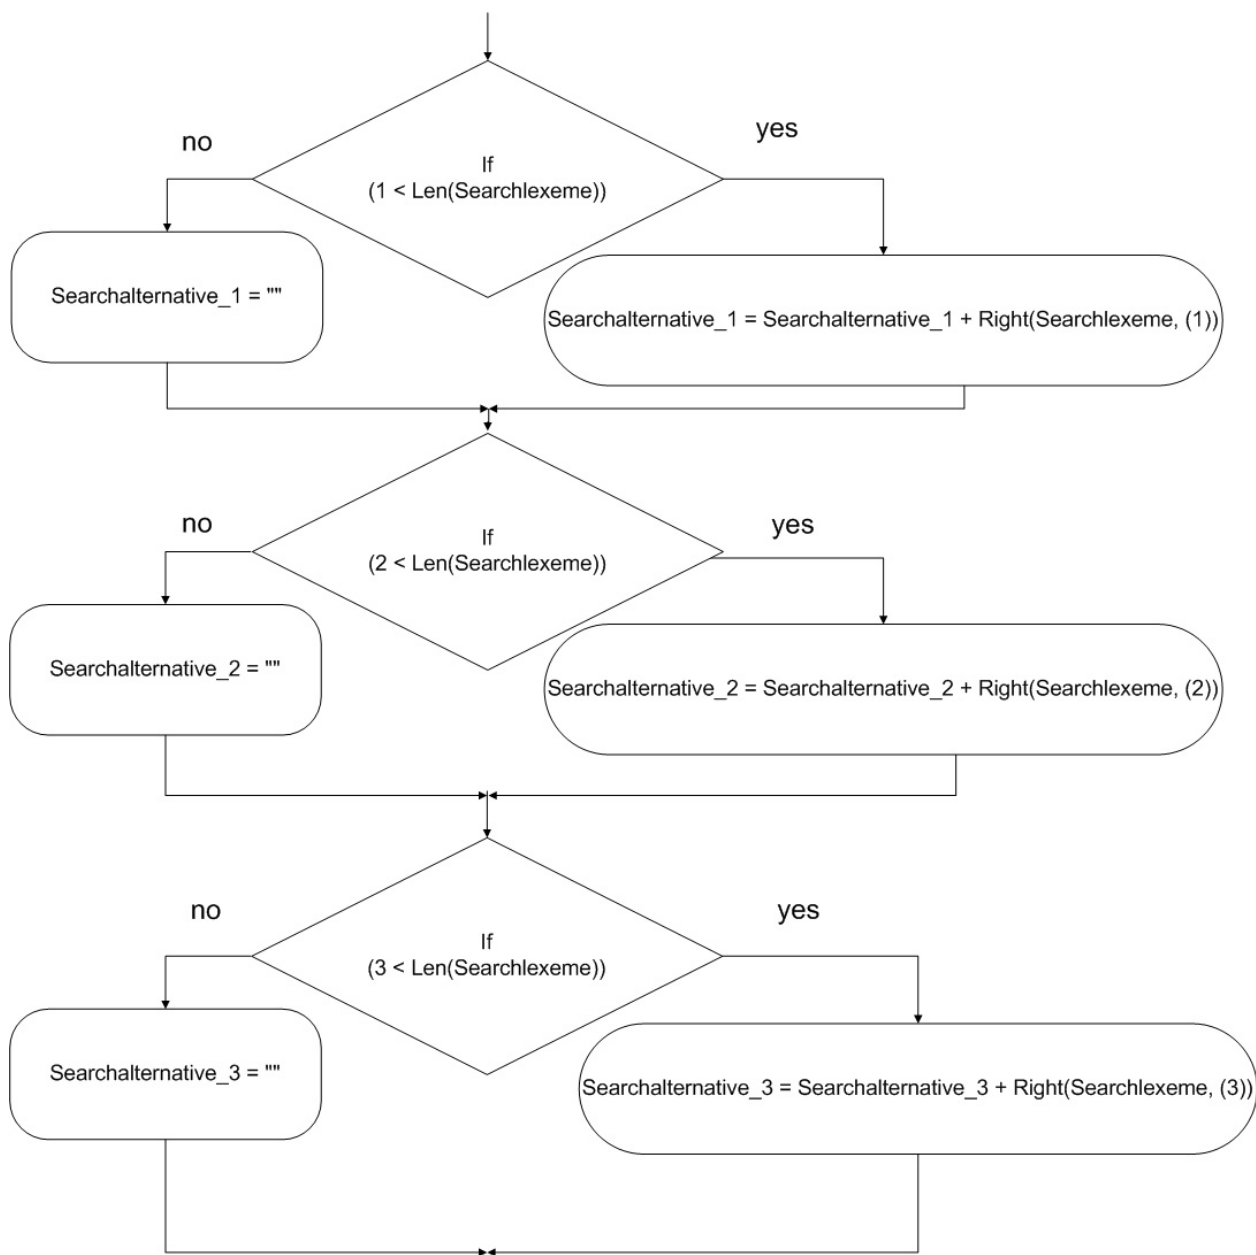 no
yes
If
(1 < Len(Searchlexeme))
Searchalternative_1 = ""
Searchalternative_1 = Searchalternative_1 + Right(Searchlexeme, (1))
no
yes
If
(2 < Len(Searchlexeme))
Searchalternative_2 = ""
Searchalternative_2 = Searchalternative_2 + Right(Searchlexeme, (2))
no
yes
If
(3 < Len(Searchlexeme))
Searchalternative_3 = ""
Searchalternative_3 = Searchalternative_3 + Right(Searchlexeme, (3))